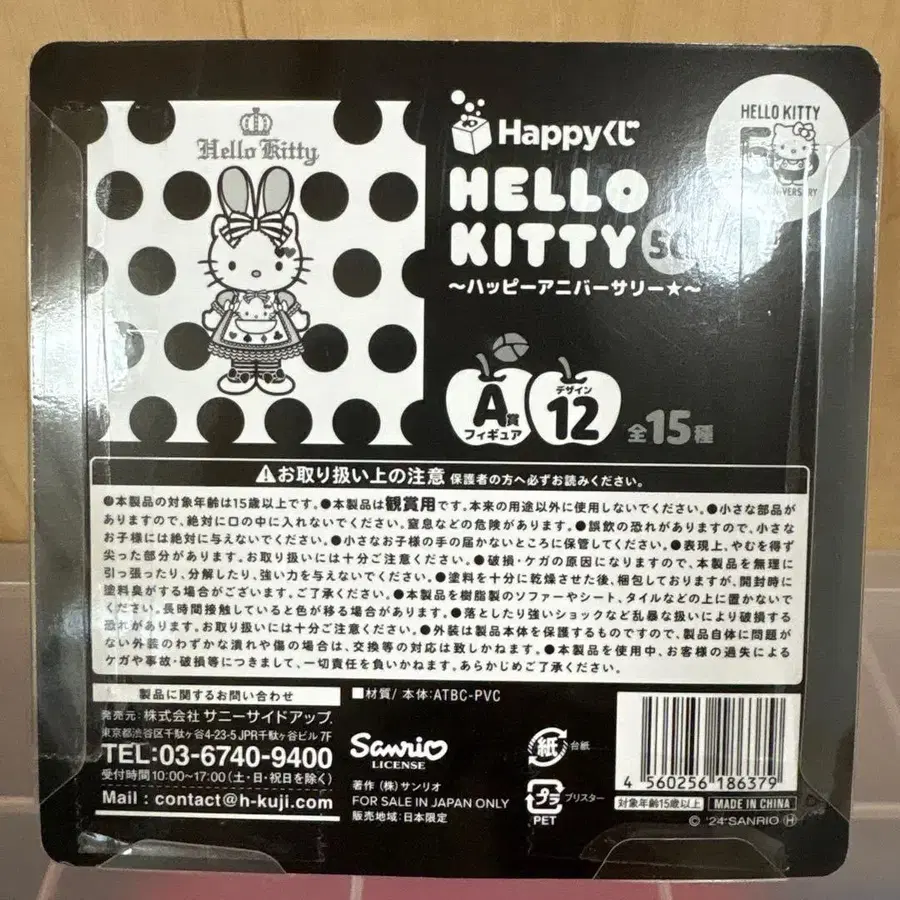 Hello Kitty
Happyくじ
HELLO KITTY
HELLO
KITTY
～ハッピーアニバーサリー★～
A賞
フィギュア
デザイン
12
全15種
⚠お取り扱い上の注意 保護者の方へ必ずお読みください。
●本製品の対象年齢は15歳以上です。●本製品は観賞用です。本来の用途以外に使用しないでください。●小さな部品が
ありますので、絶対に口の中に入れないでください。窒息などの危険があります。●誤飲の恐れがありますので、小さな
お子様には絶対に与えないでください。●小さなお子様の手の届かないところに保管してください。●表現上、やむを得ず
尖った部分があります。お取り扱いには十分ご注意ください。●破損・ケガの原因になりますので、本製品を無理に
引っ張ったり、分解したり、強い力を与えないでください。●塗料を十分に乾燥させた後、梱包しておりますが、開封時に
塗料臭がする場合がございます。ご了承ください。●本製品を樹脂製のソファーやシート、タイルなどの上に置かないで
ください。長時間接触していると色が移る場合があります。●落としたり強いショックなど乱暴な扱いにより破損する
恐れがあります。お取り扱いには十分ご注意ください。●外装は製品本体を保護するものですので、製品自体に問題が
ない外装のわずかな潰れや傷の場合は、交換等の対応は致しかねます。●本製品を使用中、お客様の過失による
ケガや事故・破損等につきまして、一切責任を負いかねます。あらかじめご了承ください。
製品に関するお問い合わせ
発売元：株式会社 サニーサイドアップ
東京都渋谷区千駄ヶ谷4-23-5 JPR千駄ヶ谷ビル 7F
TEL:03-6740-9400
受付時間 10:00～17:00（土・日・祝日を除く）
Mail : contact@h-kuji.com
■材質／本体：ATBC-PVC
Sanrio
LICENSE
著作（株）サンリオ
FOR SALE IN JAPAN ONLY
販売地域：日本限定
紙 台紙
プラ ブリスター
PET
4 560256 186379
対象年齢15歳以上 MADE IN CHINA
© '24 SANRIO Ⓗ